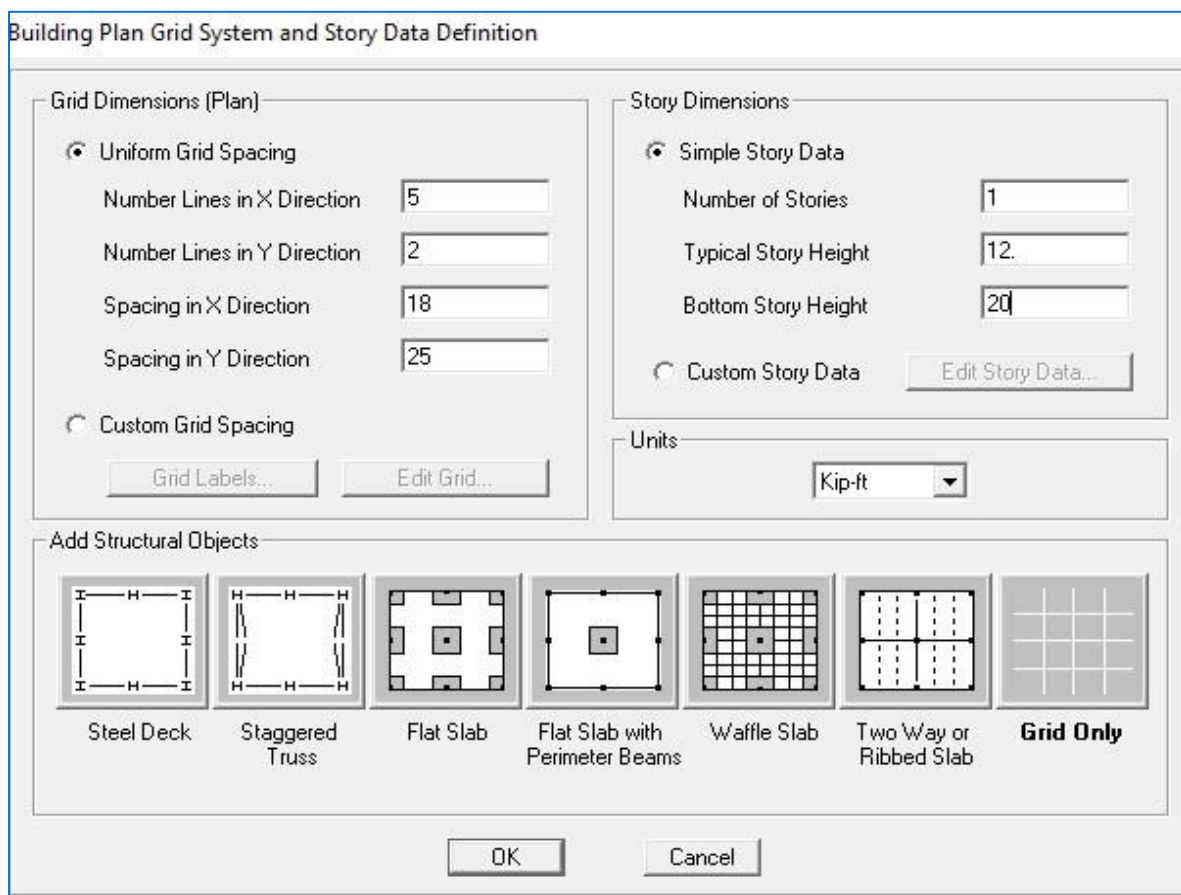 Building Plan Grid System and Story Data Definition
Grid Dimensions (Plan)
Uniform Grid Spacing
Number Lines in X Direction 5
Number Lines in Y Direction 2
Spacing in X Direction 18
Spacing in Y Direction 25
Custom Grid Spacing
Grid Labels... Edit Grid...
Story Dimensions
Simple Story Data
Number of Stories 1
Typical Story Height 12.
Bottom Story Height 20
Custom Story Data Edit Story Data...
Units
Kip-ft
Add Structural Objects
Steel Deck
Staggered
Truss
Flat Slab
Flat Slab with
Perimeter Beams
Waffle Slab
Two Way or
Ribbed Slab
Grid Only
OK Cancel